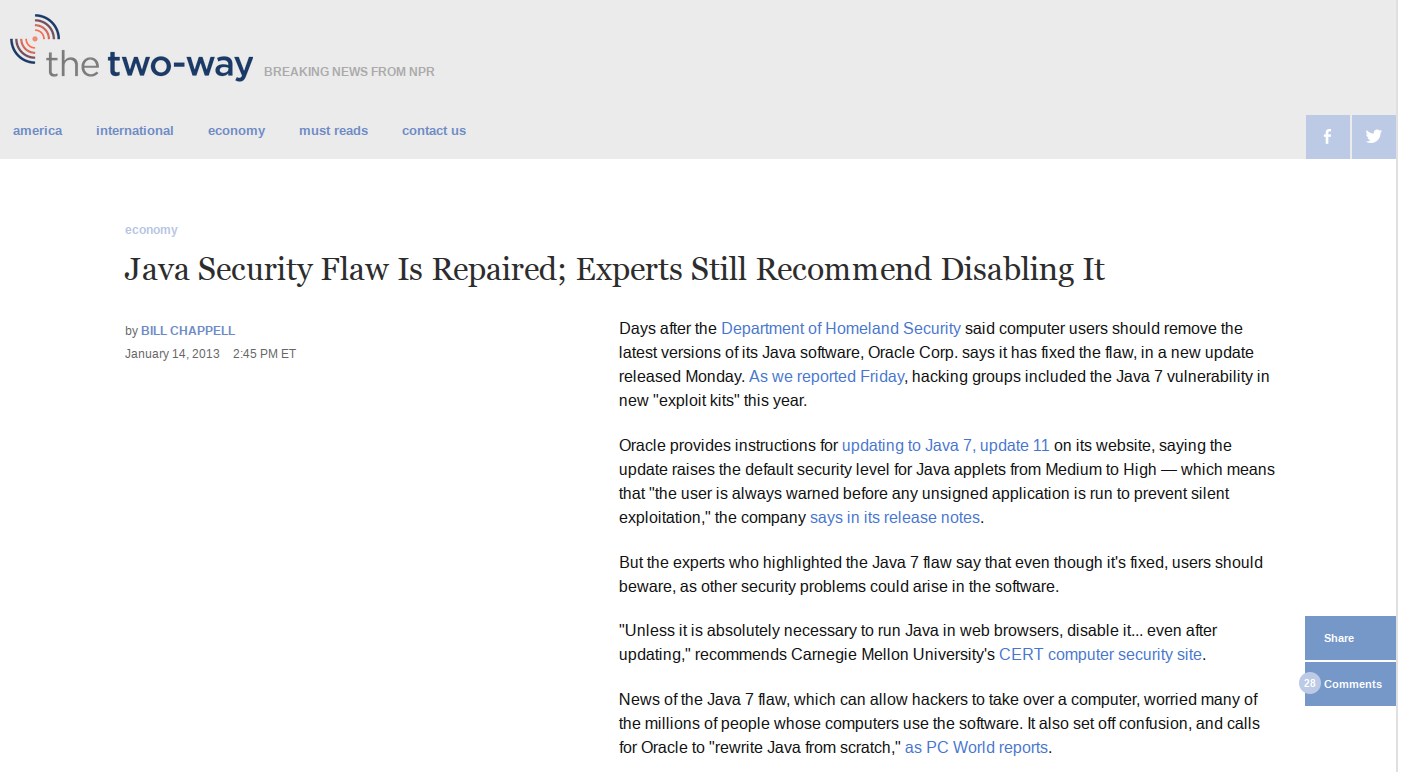 the two-way BREAKING NEWS FROM NPR
america international economy must reads contact us
economy
Java Security Flaw Is Repaired; Experts Still Recommend Disabling It
by BILL CHAPPELL
January 14, 2013 2:45 PM ET
Days after the Department of Homeland Security said computer users should remove the
latest versions of its Java software, Oracle Corp. says it has fixed the flaw, in a new update
released Monday. As we reported Friday, hacking groups included the Java 7 vulnerability in
new "exploit kits" this year.
Oracle provides instructions for updating to Java 7, update 11 on its website, saying the
update raises the default security level for Java applets from Medium to High — which means
that "the user is always warned before any unsigned application is run to prevent silent
exploitation," the company says in its release notes.
But the experts who highlighted the Java 7 flaw say that even though it's fixed, users should
beware, as other security problems could arise in the software.
"Unless it is absolutely necessary to run Java in web browsers, disable it... even after
updating," recommends Carnegie Mellon University's CERT computer security site.
News of the Java 7 flaw, which can allow hackers to take over a computer, worried many of
the millions of people whose computers use the software. It also set off confusion, and calls
for Oracle to "rewrite Java from scratch," as PC World reports.
Share
28 Comments